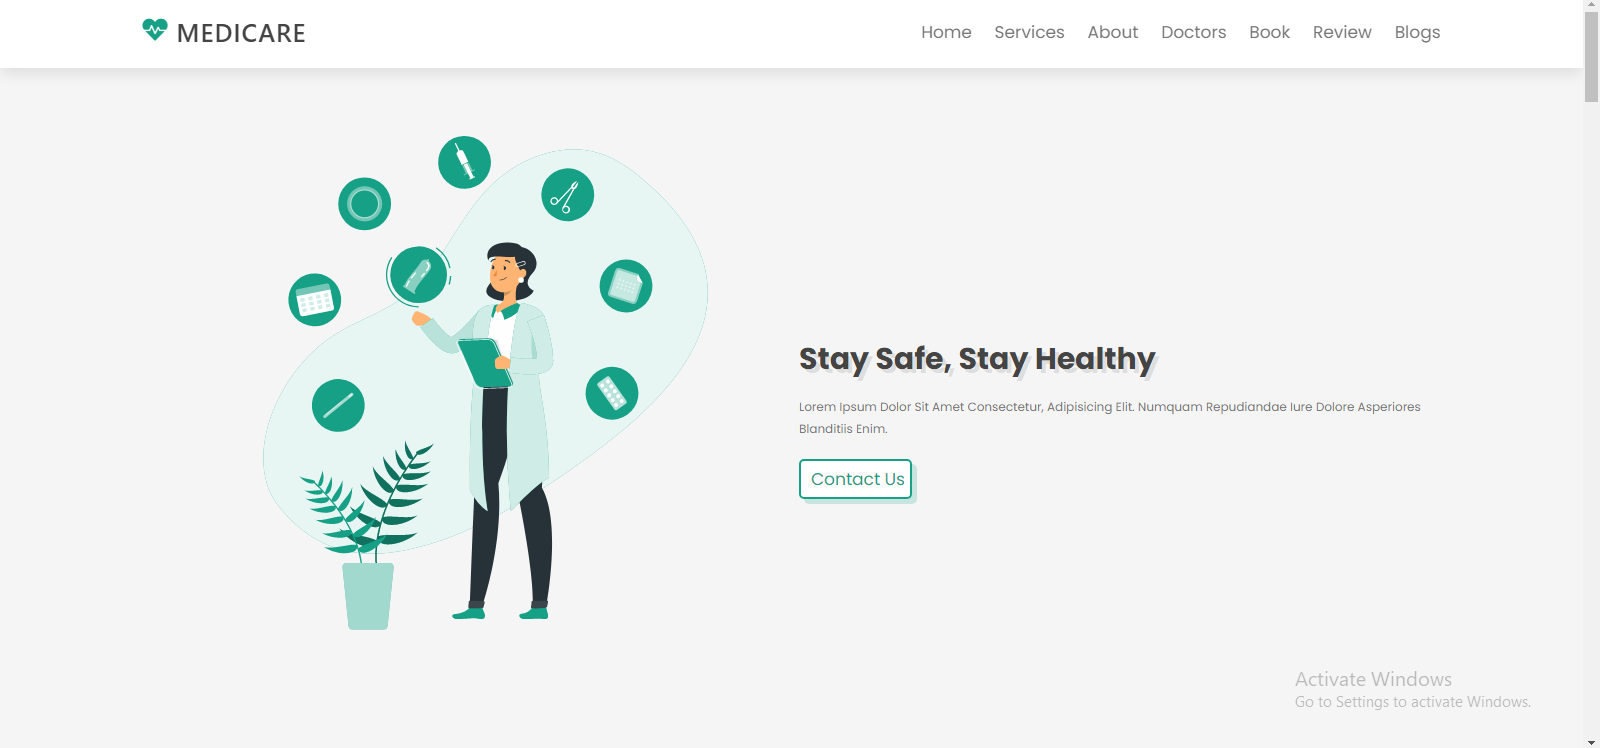 MEDICARE
Home Services About Doctors Book Review Blogs
Stay Safe, Stay Healthy
Lorem Ipsum Dolor Sit Amet Consectetur, Adipisicing Elit. Numquam Repudiandae Iure Dolore Asperiores
Blanditiis Enim.
Contact Us
Activate Windows
Go to Settings to activate Windows.